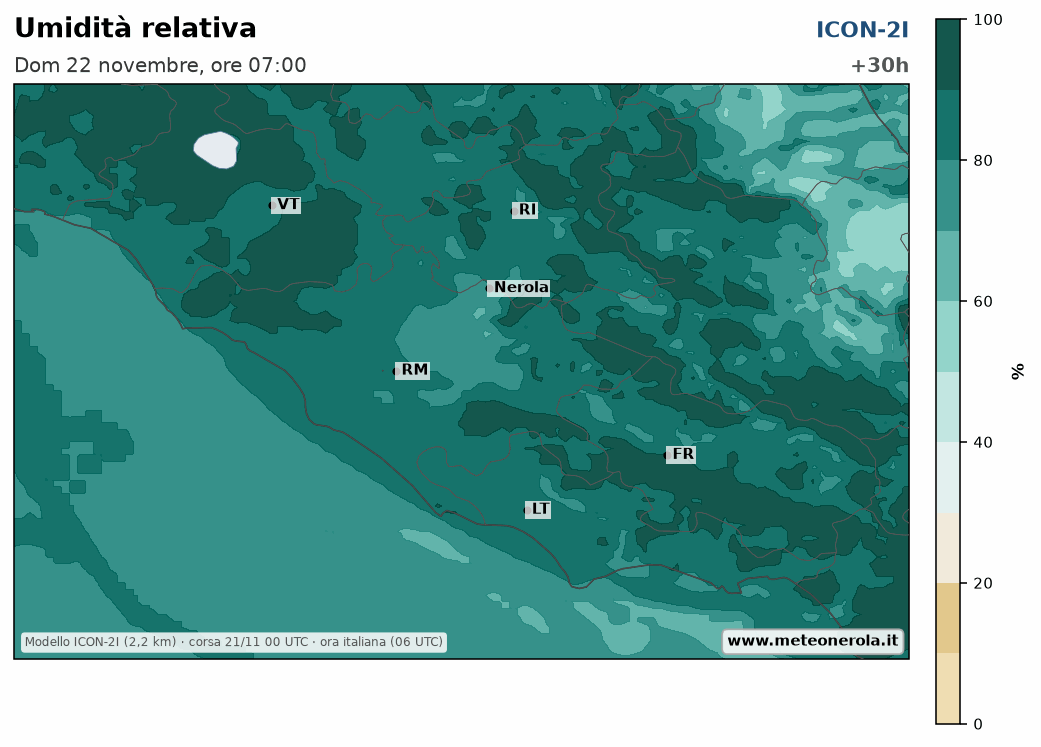 Umidità relativa
ICON-2I
Dom 22 novembre, ore 07:00
+30h
100
80
60
40
20
0
%
VT
RI
Nerola
RM
FR
LT
Modello ICON-2I (2,2 km) · corsa 21/11 00 UTC · ora italiana (06 UTC)
www.meteonerola.it